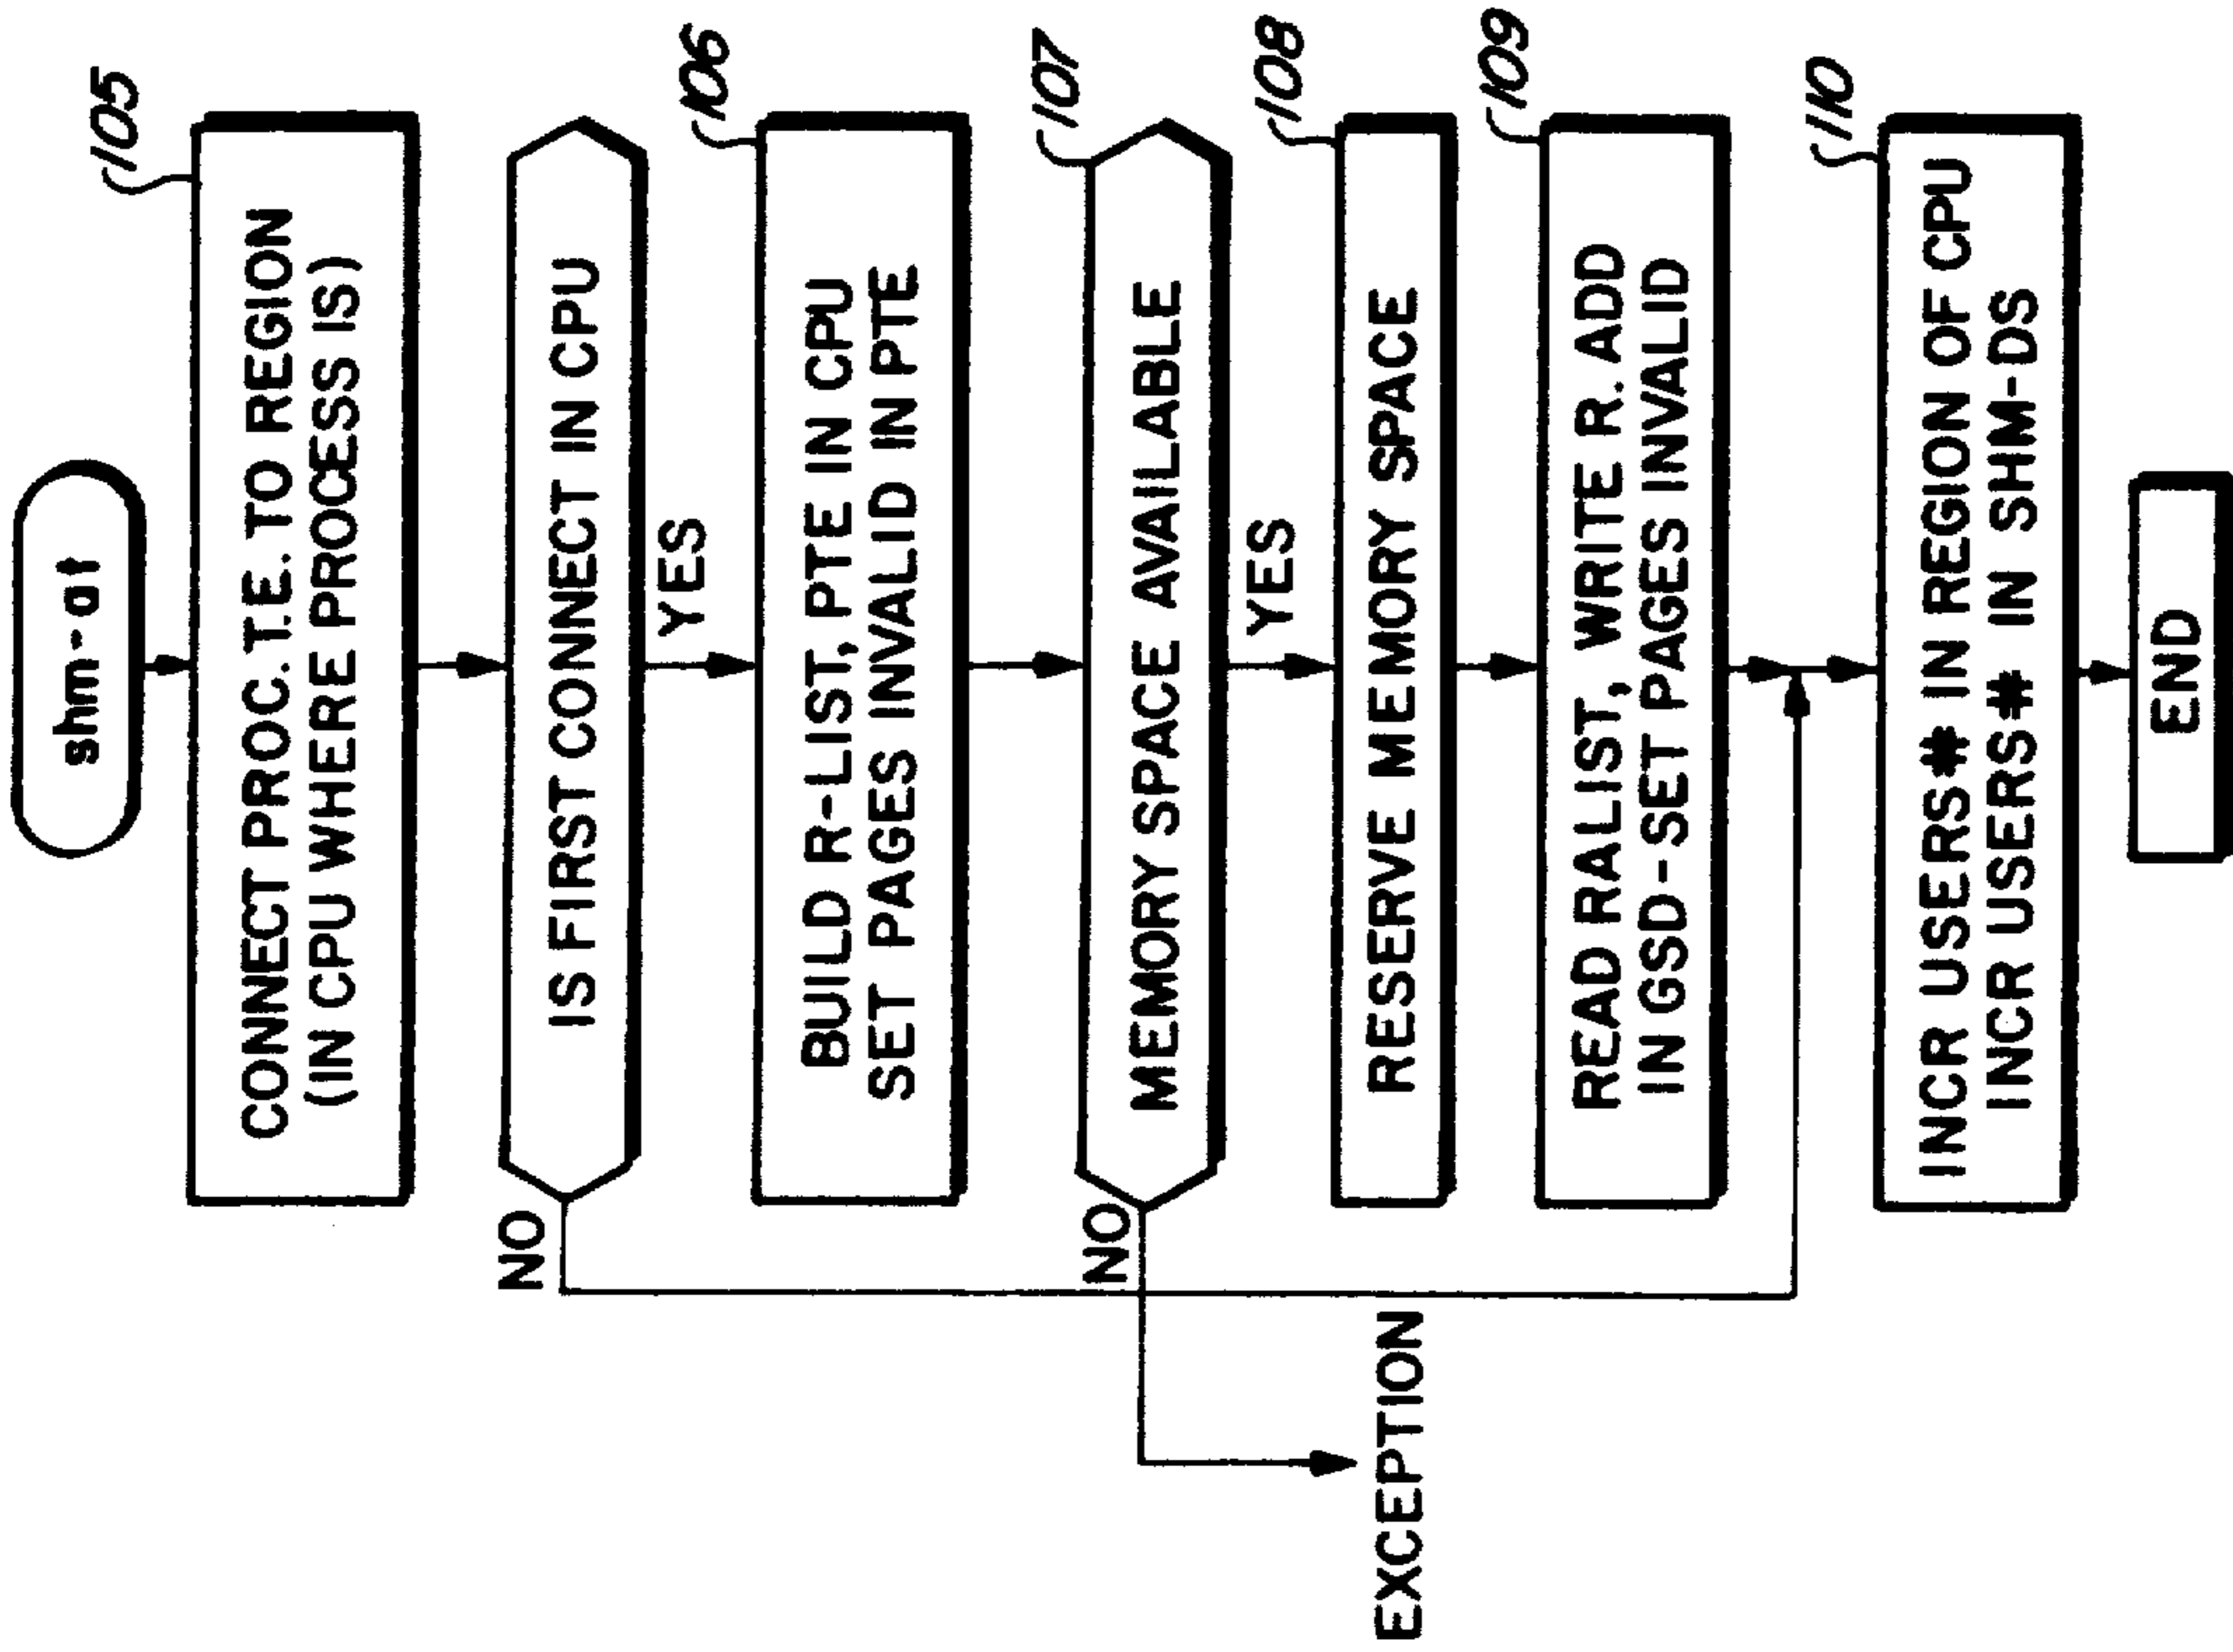 shm-at
105
CONNECT PROC.T.E. TO REGION
(IN CPU WHERE PROCESS IS)
NO
IS FIRST CONNECT IN CPU
YES
106
BUILD R-LIST, PTE IN CPU
SET PAGES INVALID IN PTE
107
NO
MEMORY SPACE AVAILABLE
YES
EXCEPTION
108
RESERVE MEMORY SPACE
109
READ RALIST, WRITE R. ADD
IN GSD-SET PAGES INVALID
110
INCR USERS# IN REGION OF CPU
INCR USERS# IN SHM-DS
END